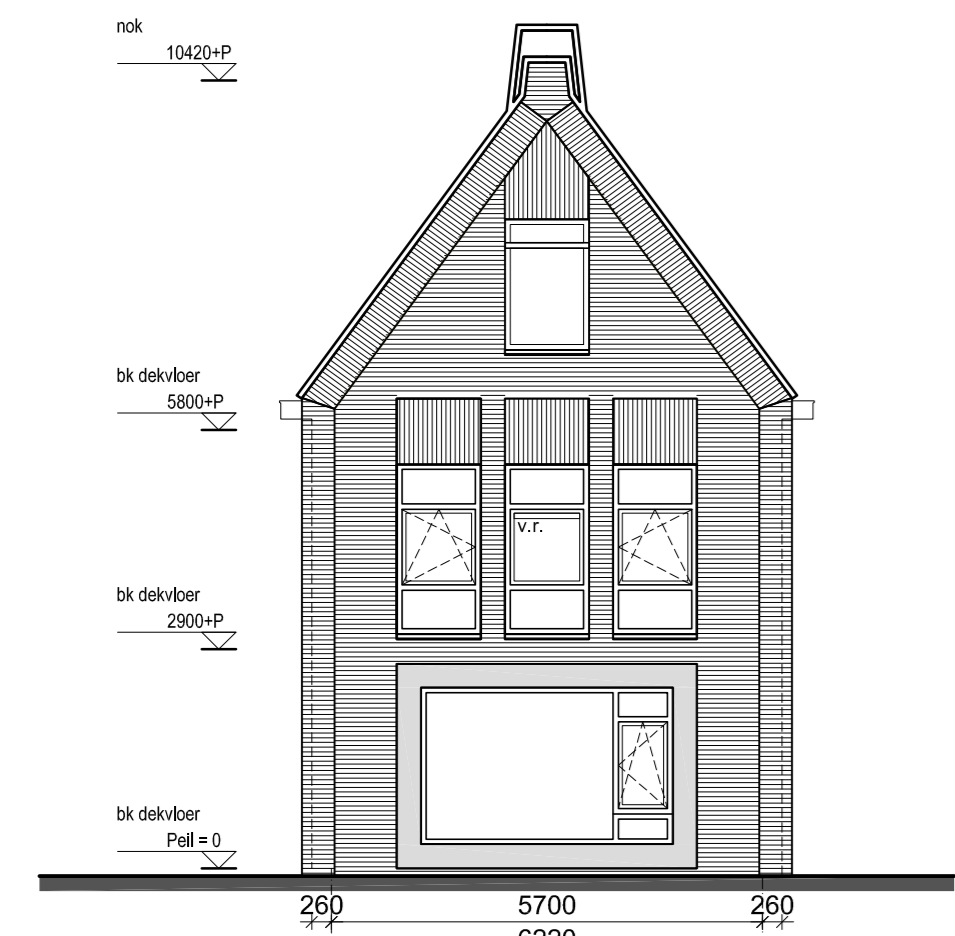 nok
10420+P
bk dekvloer
5800+P
v.r.
bk dekvloer
2900+P
bk dekvloer
Peil = 0
260 5700 260